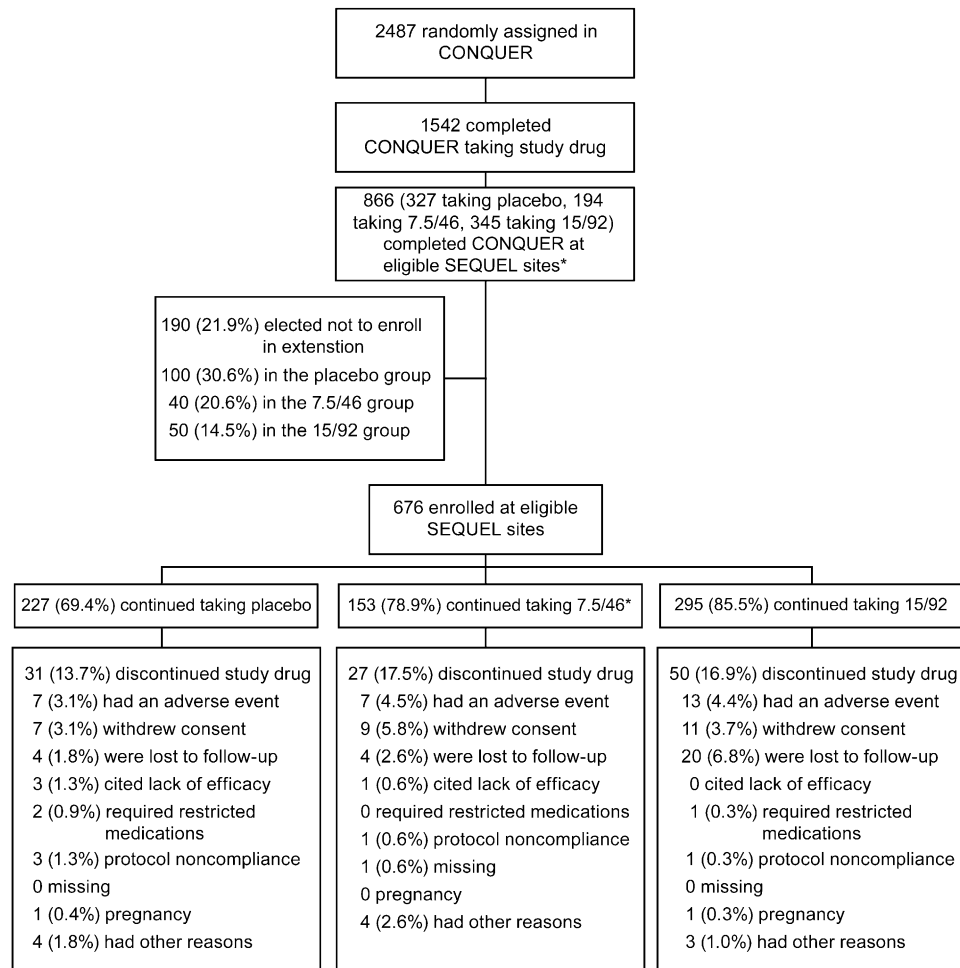 2487 randomly assigned in
CONQUER
1542 completed
CONQUER taking study drug
866 (327 taking placebo, 194
taking 7.5/46, 345 taking 15/92)
completed CONQUER at
eligible SEQUEL sites*
190 (21.9%) elected not to enroll
in extenstion
100 (30.6%) in the placebo group
40 (20.6%) in the 7.5/46 group
50 (14.5%) in the 15/92 group
676 enrolled at eligible
SEQUEL sites
227 (69.4%) continued taking placebo
153 (78.9%) continued taking 7.5/46*
295 (85.5%) continued taking 15/92
31 (13.7%) discontinued study drug
7 (3.1%) had an adverse event
7 (3.1%) withdrew consent
4 (1.8%) were lost to follow-up
3 (1.3%) cited lack of efficacy
2 (0.9%) required restricted
medications
3 (1.3%) protocol noncompliance
0 missing
1 (0.4%) pregnancy
4 (1.8%) had other reasons
27 (17.5%) discontinued study drug
7 (4.5%) had an adverse event
9 (5.8%) withdrew consent
4 (2.6%) were lost to follow-up
1 (0.6%) cited lack of efficacy
0 required restricted medications
1 (0.6%) protocol noncompliance
1 (0.6%) missing
0 pregnancy
4 (2.6%) had other reasons
50 (16.9%) discontinued study drug
13 (4.4%) had an adverse event
11 (3.7%) withdrew consent
20 (6.8%) were lost to follow-up
0 cited lack of efficacy
1 (0.3%) required restricted
medications
1 (0.3%) protocol noncompliance
0 missing
1 (0.3%) pregnancy
3 (1.0%) had other reasons